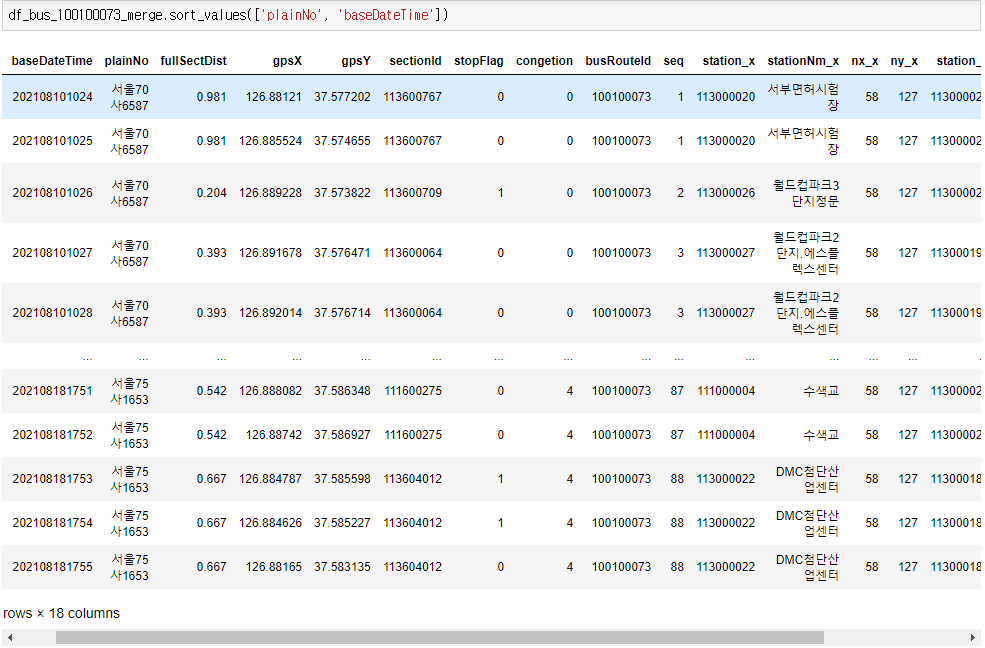 df_bus_100100073_merge.sort_values(['plainNo', 'baseDateTime'])
baseDateTime plainNo fullSectDist gpsX gpsY sectionId stopFlag congetion busRouteId seq station_x stationNm_x nx_x ny_x station_
202108101024 서울70사6587 0.981 126.88121 37.577202 113600767 0 0 100100073 1 113000020 서부면허시험장 58 127 11300002
202108101025 서울70사6587 0.981 126.885524 37.574655 113600767 0 0 100100073 1 113000020 서부면허시험장 58 127 11300002
202108101026 서울70사6587 0.204 126.889228 37.573822 113600709 1 0 100100073 2 113000026 월드컵파크3단지정문 58 127 11300002
202108101027 서울70사6587 0.393 126.891678 37.576471 113600064 0 0 100100073 3 113000027 월드컵파크2단지.에스플렉스센터 58 127 11300019
202108101028 서울70사6587 0.393 126.892014 37.576714 113600064 0 0 100100073 3 113000027 월드컵파크2단지.에스플렉스센터 58 127 11300019
... ... ... ... ... ... ... ... ... ... ... ... ... ... .
202108181751 서울75사1653 0.542 126.888082 37.586348 111600275 0 4 100100073 87 111000004 수색교 58 127 11300002
202108181752 서울75사1653 0.542 126.88742 37.586927 111600275 0 4 100100073 87 111000004 수색교 58 127 11300002
202108181753 서울75사1653 0.667 126.884787 37.585598 113604012 1 4 100100073 88 113000022 DMC첨단산업센터 58 127 11300018
202108181754 서울75사1653 0.667 126.884626 37.585227 113604012 1 4 100100073 88 113000022 DMC첨단산업센터 58 127 11300018
202108181755 서울75사1653 0.667 126.88165 37.583135 113604012 0 4 100100073 88 113000022 DMC첨단산업센터 58 127 11300018
rows × 18 columns